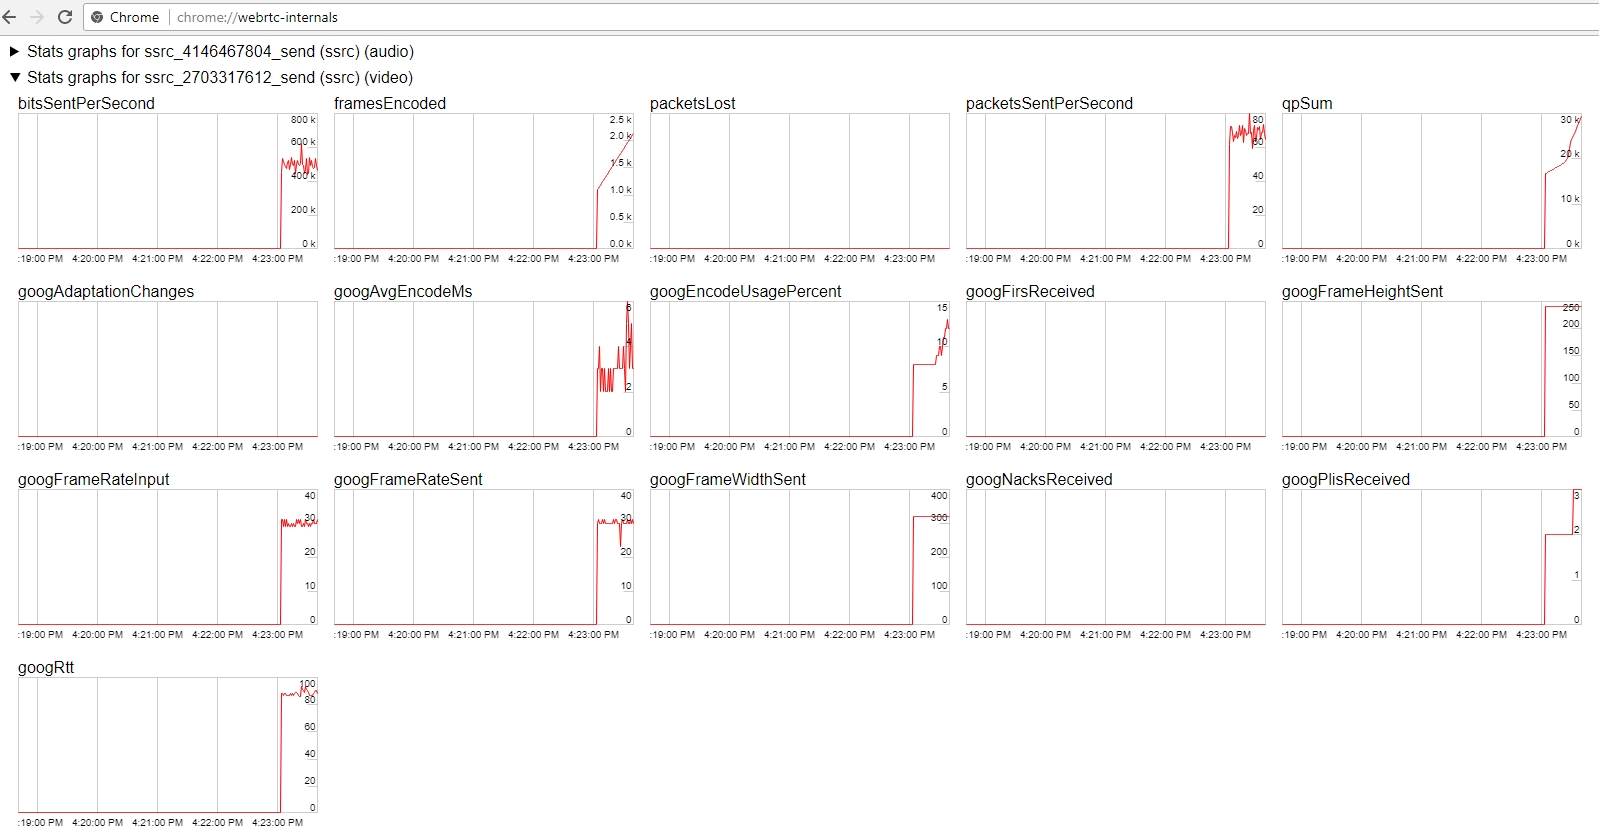 Chrome chrome://webrtc-internals
Stats graphs for ssrc_4146467804_send (ssrc) (audio)
Stats graphs for ssrc_2703317612_send (ssrc) (video)
bitsSentPerSecond
800 k
600 k
400 k
200 k
0 k
:19:00 PM 4:20:00 PM 4:21:00 PM 4:22:00 PM 4:23:00 PM
framesEncoded
2.5 k
2.0 k
1.5 k
1.0 k
0.5 k
0.0 k
:19:00 PM 4:20:00 PM 4:21:00 PM 4:22:00 PM 4:23:00 PM
packetsLost
:19:00 PM 4:20:00 PM 4:21:00 PM 4:22:00 PM 4:23:00 PM
packetsSentPerSecond
80
60
40
20
0
:19:00 PM 4:20:00 PM 4:21:00 PM 4:22:00 PM 4:23:00 PM
qpSum
30 k
20 k
10 k
0 k
:19:00 PM 4:20:00 PM 4:21:00 PM 4:22:00 PM 4:23:00 PM
googAdaptationChanges
:19:00 PM 4:20:00 PM 4:21:00 PM 4:22:00 PM 4:23:00 PM
googAvgEncodeMs
6
4
2
0
:19:00 PM 4:20:00 PM 4:21:00 PM 4:22:00 PM 4:23:00 PM
googEncodeUsagePercent
15
10
5
0
:19:00 PM 4:20:00 PM 4:21:00 PM 4:22:00 PM 4:23:00 PM
googFirsReceived
:19:00 PM 4:20:00 PM 4:21:00 PM 4:22:00 PM 4:23:00 PM
googFrameHeightSent
250
200
150
100
50
0
:19:00 PM 4:20:00 PM 4:21:00 PM 4:22:00 PM 4:23:00 PM
googFrameRateInput
40
30
20
10
0
:19:00 PM 4:20:00 PM 4:21:00 PM 4:22:00 PM 4:23:00 PM
googFrameRateSent
40
30
20
10
0
:19:00 PM 4:20:00 PM 4:21:00 PM 4:22:00 PM 4:23:00 PM
googFrameWidthSent
400
300
200
100
0
:19:00 PM 4:20:00 PM 4:21:00 PM 4:22:00 PM 4:23:00 PM
googNacksReceived
:19:00 PM 4:20:00 PM 4:21:00 PM 4:22:00 PM 4:23:00 PM
googPlisReceived
3
2
1
0
:19:00 PM 4:20:00 PM 4:21:00 PM 4:22:00 PM 4:23:00 PM
googRtt
100
80
60
40
20
0
:19:00 PM 4:20:00 PM 4:21:00 PM 4:22:00 PM 4:23:00 PM